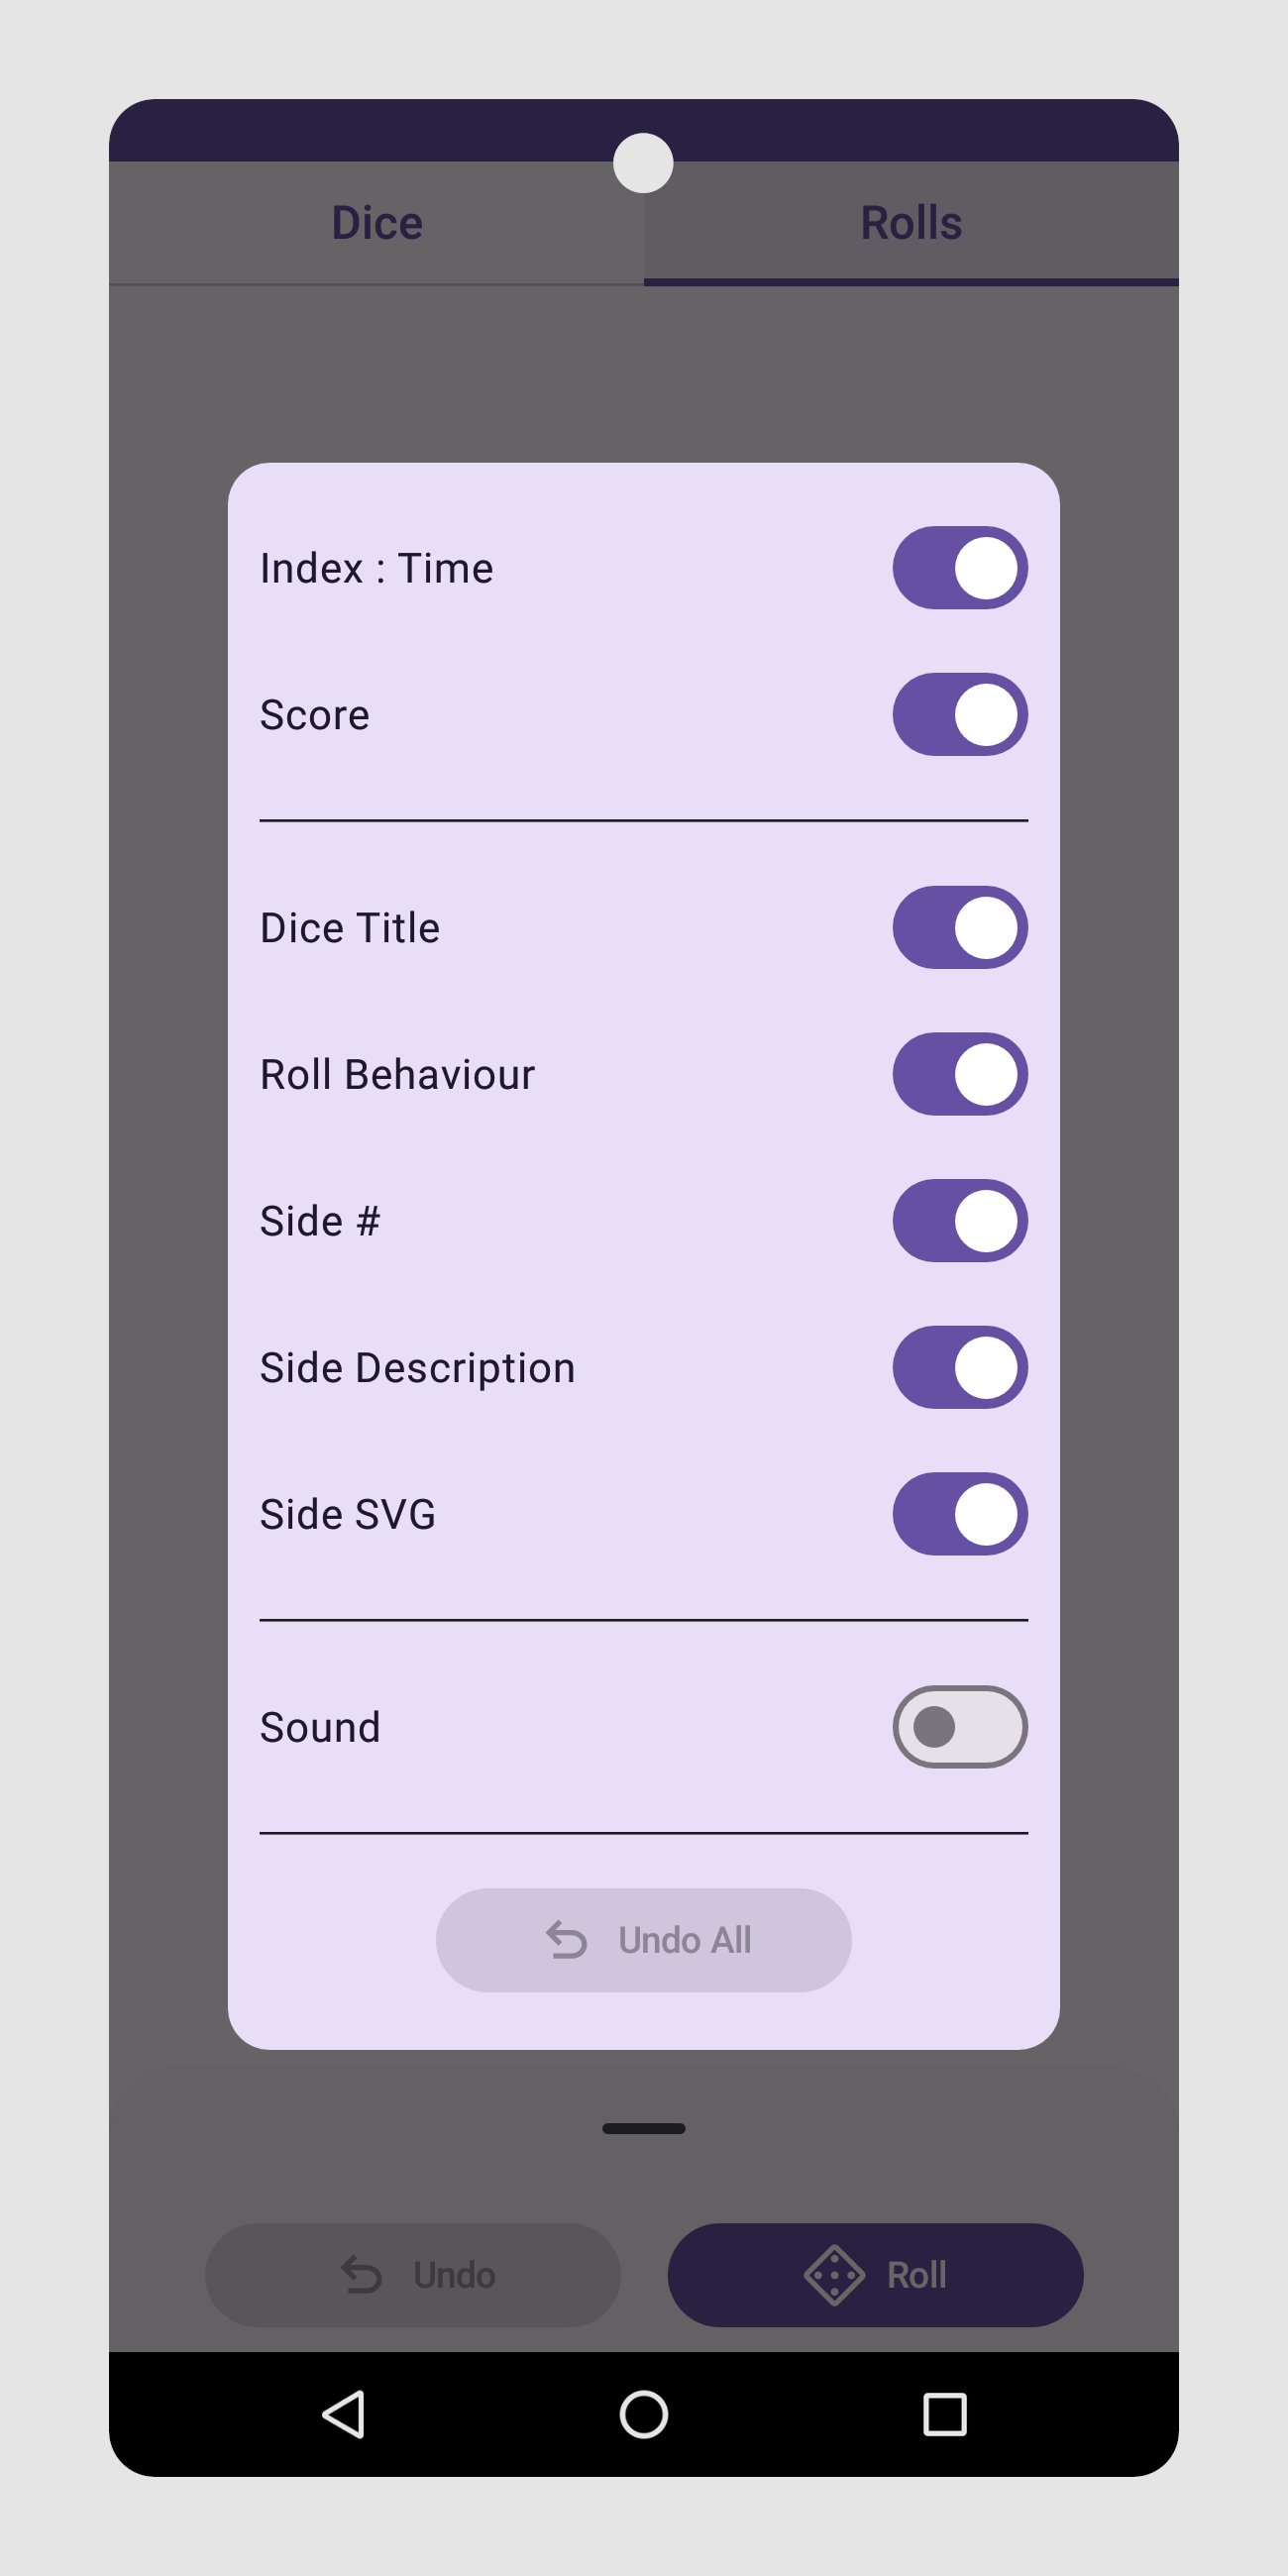 Dice
Rolls
Index : Time
Score
Dice Title
Roll Behaviour
Side #
Side Description
Side SVG
Sound
Undo All
Undo
Roll